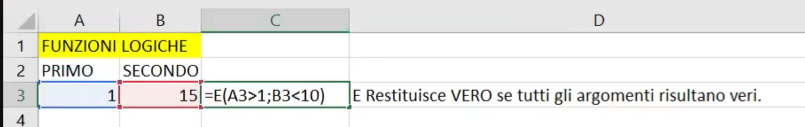 A B C D
1 FUNZIONI LOGICHE
2 PRIMO SECONDO
3 1 15 =E(A3>1;B3<10) E Restituisce VERO se tutti gli argomenti risultano veri.
4